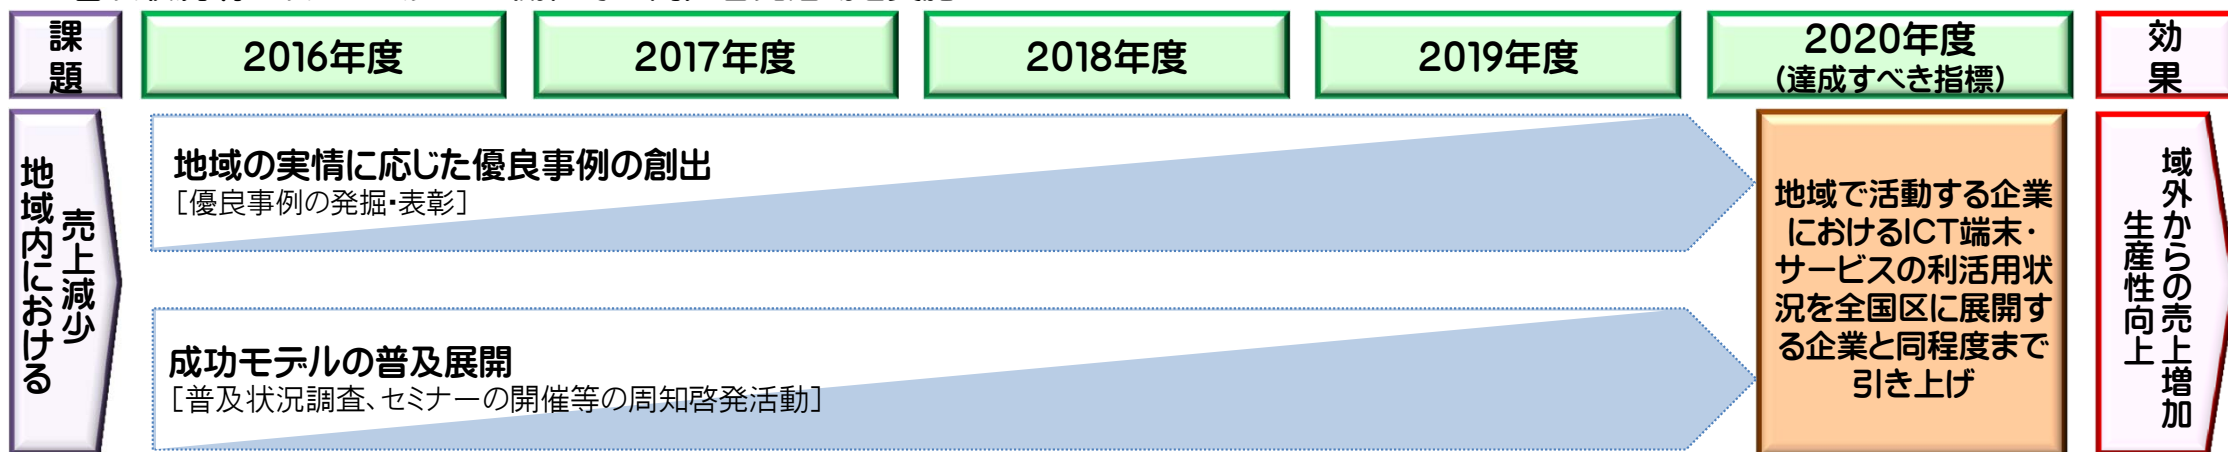 課
題
2016年度
2017年度
2018年度
2019年度
2020年度
(達成すべき指標)
効
果
地域内における
売上減少
地域の実情に応じた優良事例の創出
[優良事例の発掘・表彰]
成功モデルの普及展開
[普及状況調査、セミナーの開催等の周知啓発活動]
地域で活動する企業
におけるICT端末・
サービスの利活用状
況を全国区に展開す
る企業と同程度まで
引き上げ
域外からの売上増加
生産性向上